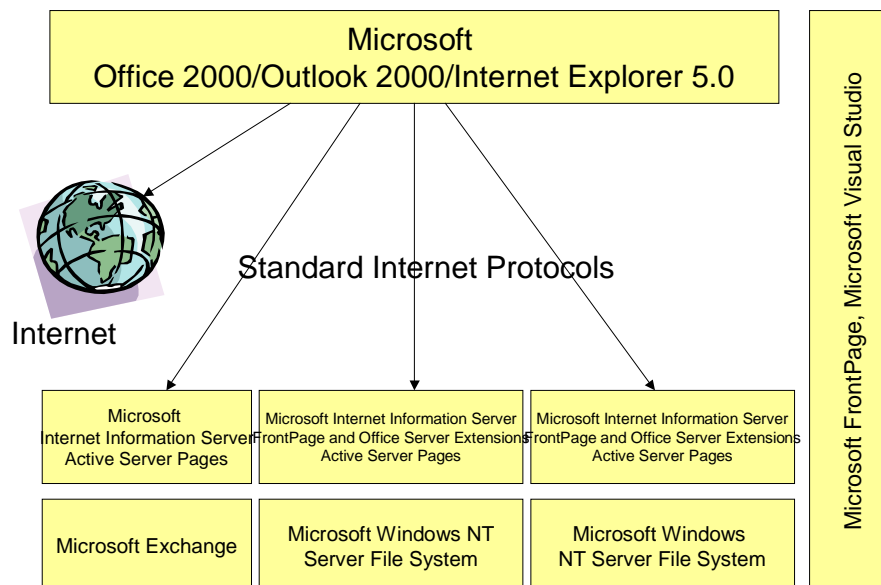 Microsoft
Office 2000/Outlook 2000/Internet Explorer 5.0
Microsoft FrontPage, Microsoft Visual Studio
Standard Internet Protocols
Internet
Microsoft
Internet Information Server
Active Server Pages
Microsoft Internet Information Server
FrontPage and Office Server Extensions
Active Server Pages
Microsoft Internet Information Server
FrontPage and Office Server Extensions
Active Server Pages
Microsoft Exchange
Microsoft Windows NT
Server File System
Microsoft Windows
NT Server File System